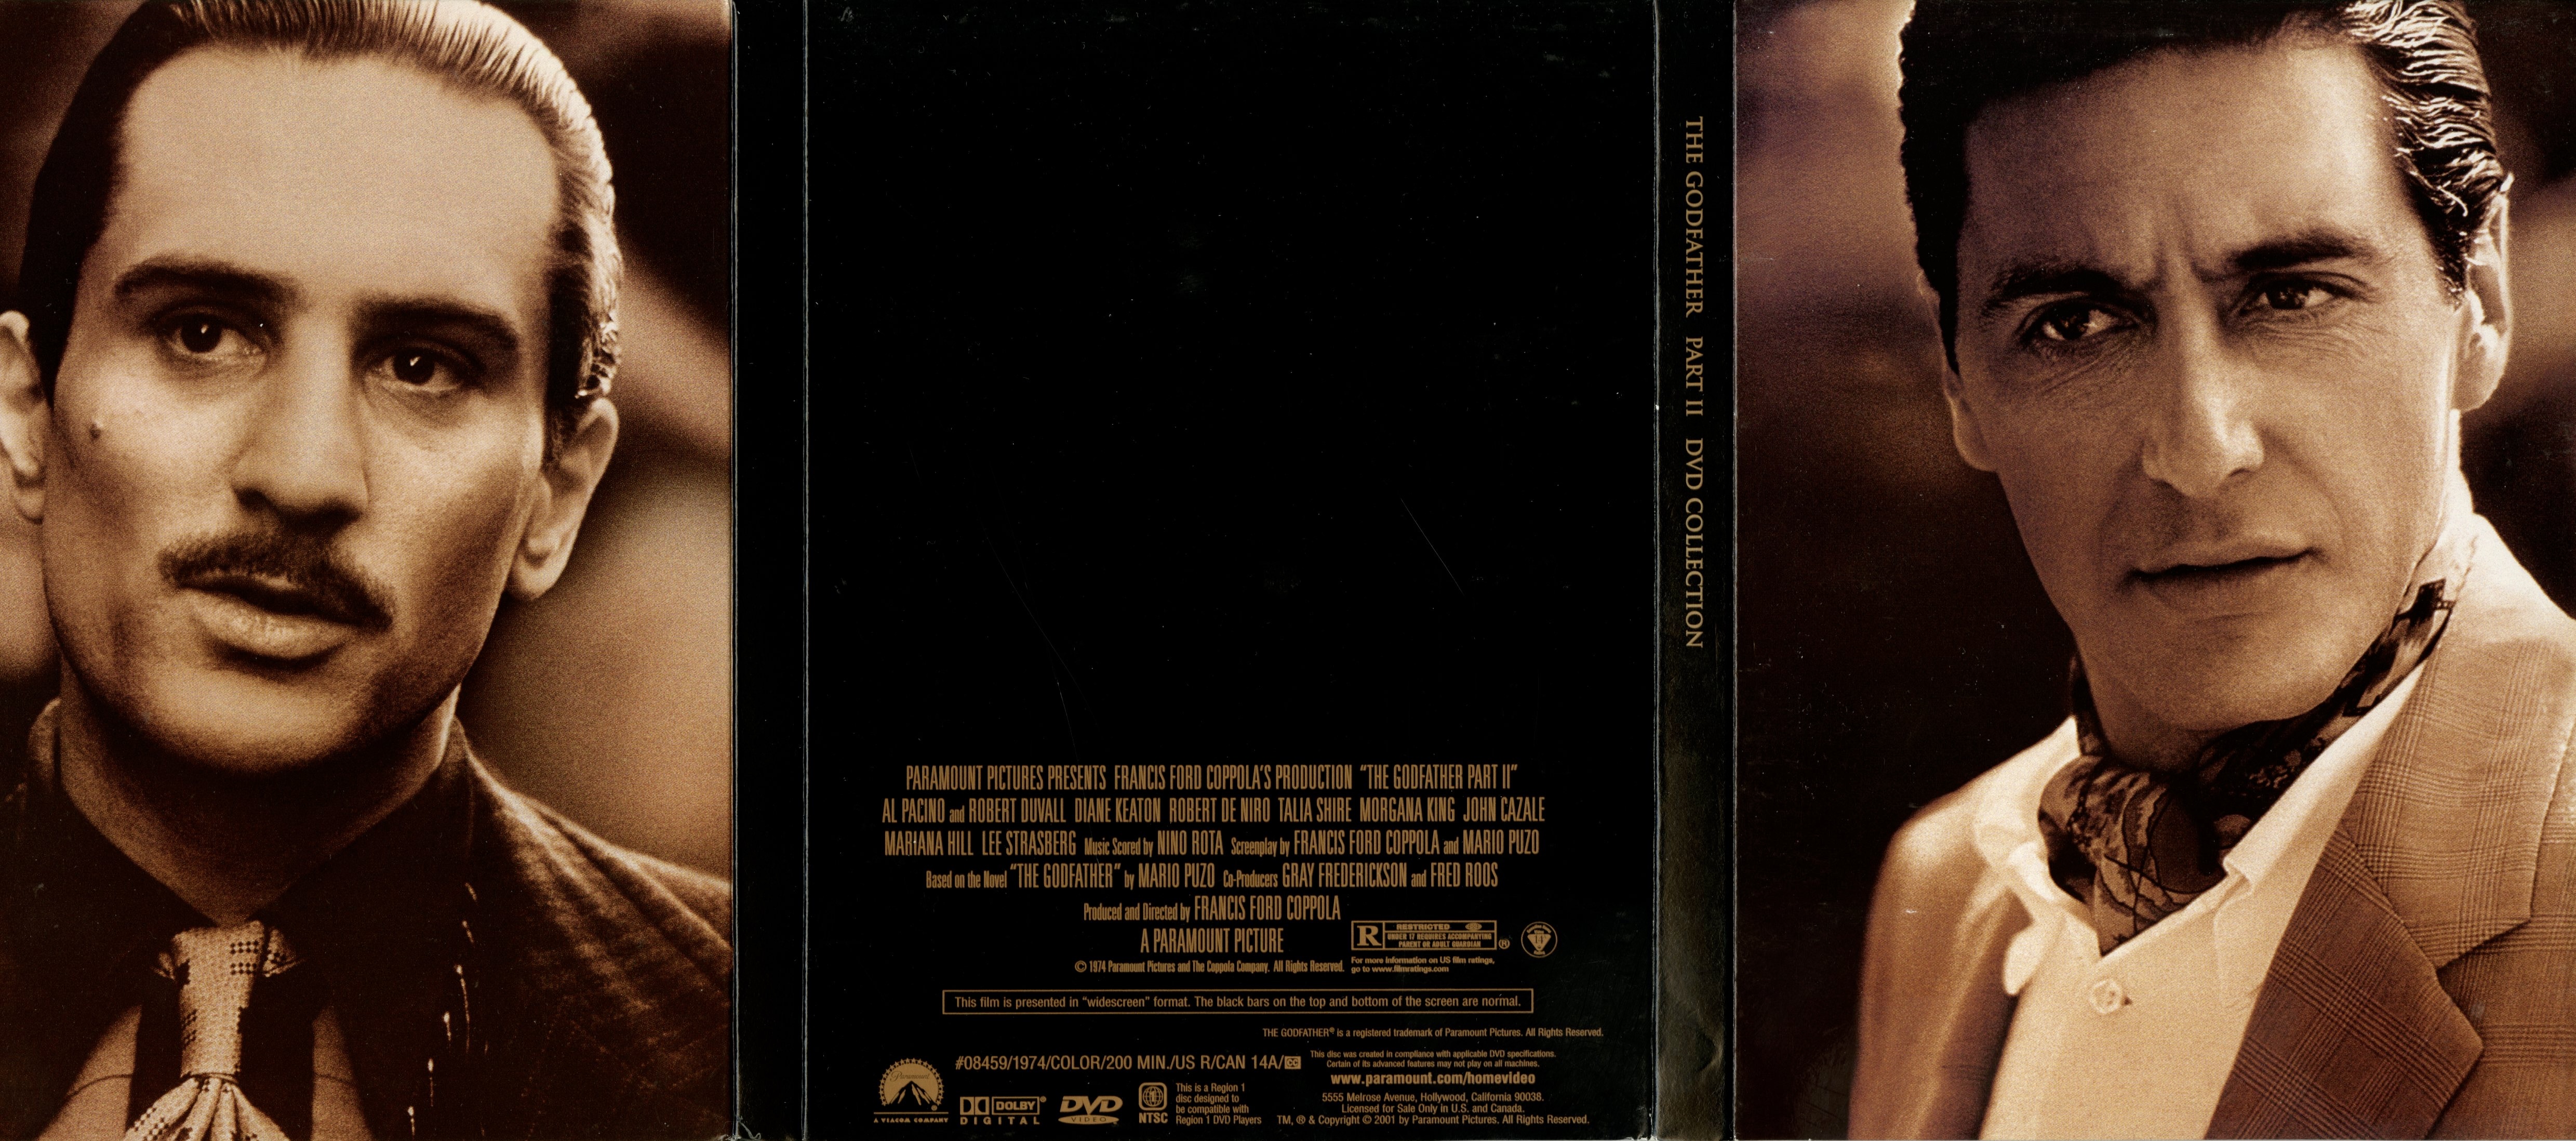 THE GODFATHER PART II DVD COLLECTION
PARAMOUNT PICTURES PRESENTS FRANCIS FORD COPPOLA'S PRODUCTION "THE GODFATHER PART II"
AL PACINO and ROBERT DUVALL DIANE KEATON ROBERT DE NIRO TALIA SHIRE MORGANA KING JOHN CAZALE
MARIANA HILL LEE STRASBERG Music Scored by NINO ROTA Screenplay by FRANCIS FORD COPPOLA and MARIO PUZO
Based on the Novel "THE GODFATHER" by MARIO PUZO Co-Producers GRAY FREDERICKSON and FRED ROOS
Produced and Directed by FRANCIS FORD COPPOLA
A PARAMOUNT PICTURE
© 1974 Paramount Pictures and The Coppola Company. All Rights Reserved.
R RESTRICTED
UNDER 17 REQUIRES ACCOMPANYING
PARENT OR ADULT GUARDIAN
®
For more information on US film ratings,
go to www.filmratings.com
This film is presented in "widescreen" format. The black bars on the top and bottom of the screen are normal.
THE GODFATHER® is a registered trademark of Paramount Pictures. All Rights Reserved.
#08459/1974/COLOR/200 MIN./US R/CAN 14A/CC
This disc was created in compliance with applicable DVD specifications.
Certain of its advanced features may not play on all machines.
www.paramount.com/homevideo
5555 Melrose Avenue, Hollywood, California 90038.
Licensed for Sale Only in U.S. and Canada.
TM, ® & Copyright © 2001 by Paramount Pictures. All Rights Reserved.
Paramount
A VIACOM COMPANY
DOLBY
DIGITAL
DVD
VIDEO
NTSC
This is a Region 1
disc designed to
be compatible with
Region 1 DVD Players